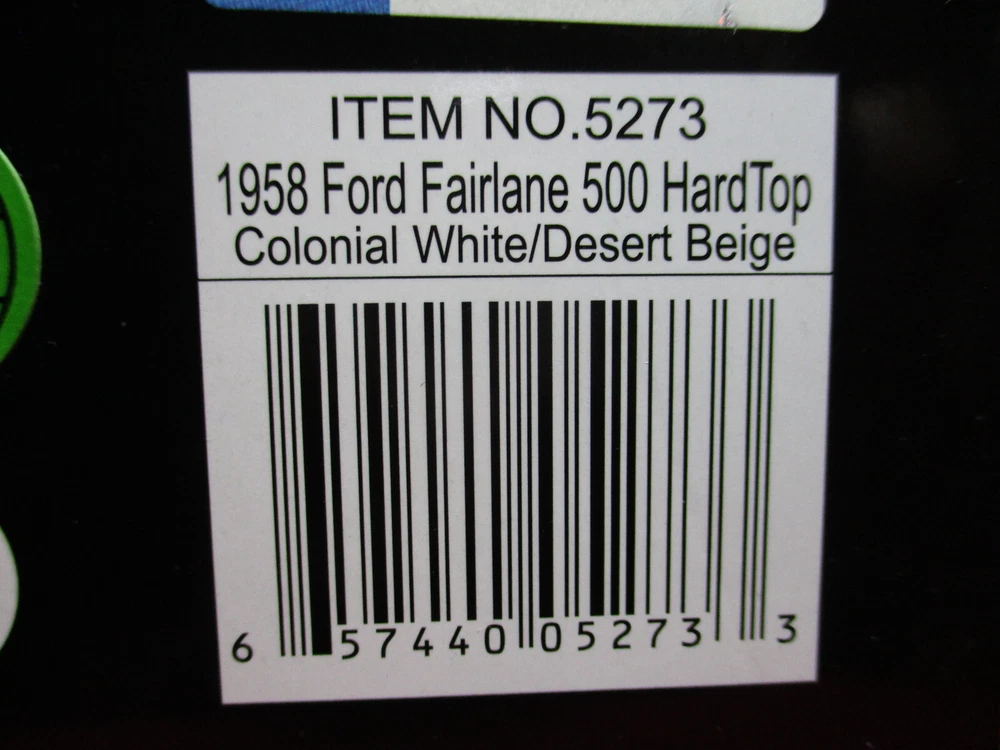 ITEM NO.5273
1958 Ford Fairlane 500 HardTop
Colonial White/Desert Beige
6 57440 05273 3